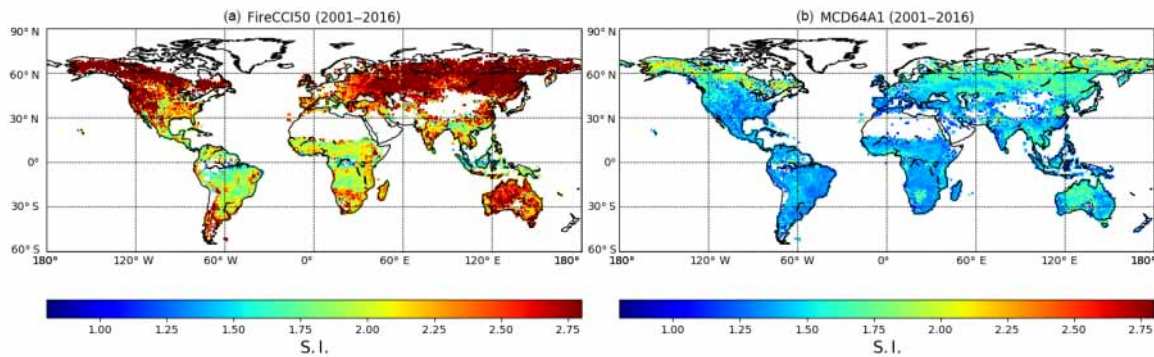 (a) FireCCI50 (2001–2016)
90° N
60° N
30° N
0°
30° S
60° S
180° 120° W 60° W 0° 60° E 120° E 180°
1.00 1.25 1.50 1.75 2.00 2.25 2.50 2.75
S. I.
(b) MCD64A1 (2001–2016)
90° N
60° N
30° N
0°
30° S
60° S
180° 120° W 60° W 0° 60° E 120° E 180°
1.00 1.25 1.50 1.75 2.00 2.25 2.50 2.75
S. I.